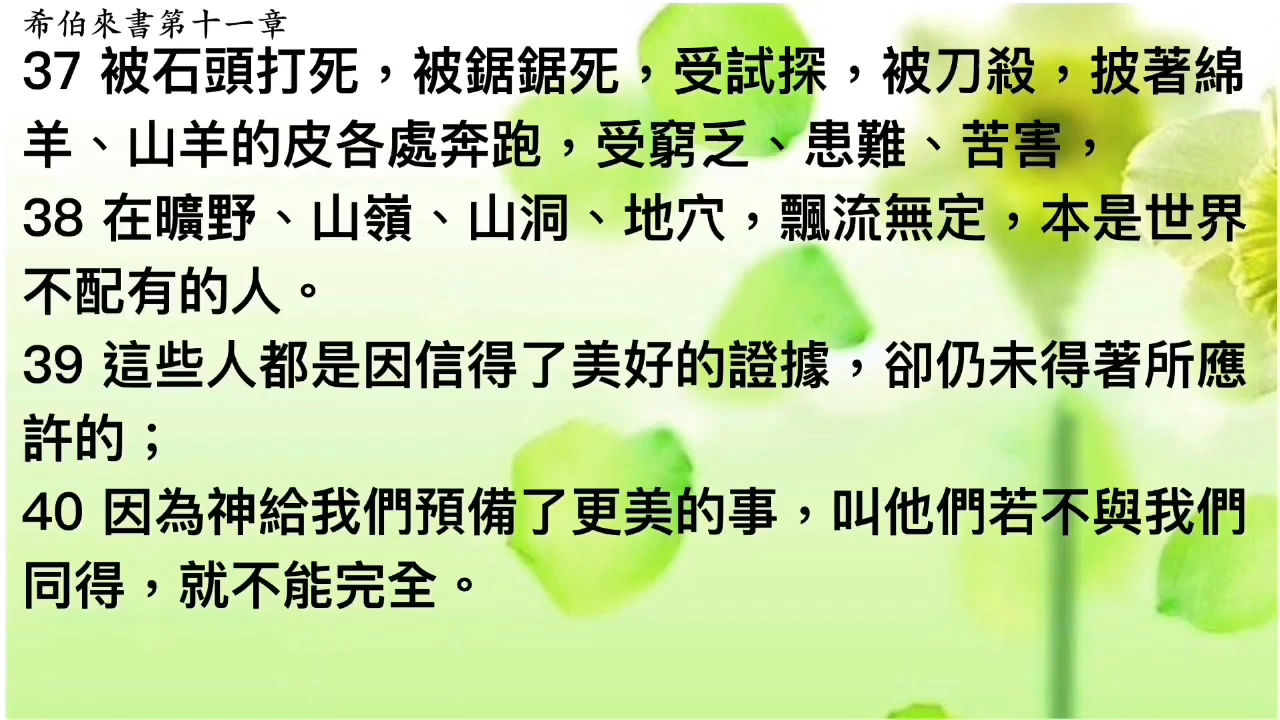 希伯來書第十一章
37 被石頭打死，被鋸鋸死，受試探，被刀殺，披著綿
羊、山羊的皮各處奔跑，受窮乏、患難、苦害，
38 在曠野、山嶺、山洞、地穴，飄流無定，本是世界
不配有的人。
39 這些人都是因信得了美好的證據，卻仍未得著所應
許的；
40 因為神給我們預備了更美的事，叫他們若不與我們
同得，就不能完全。